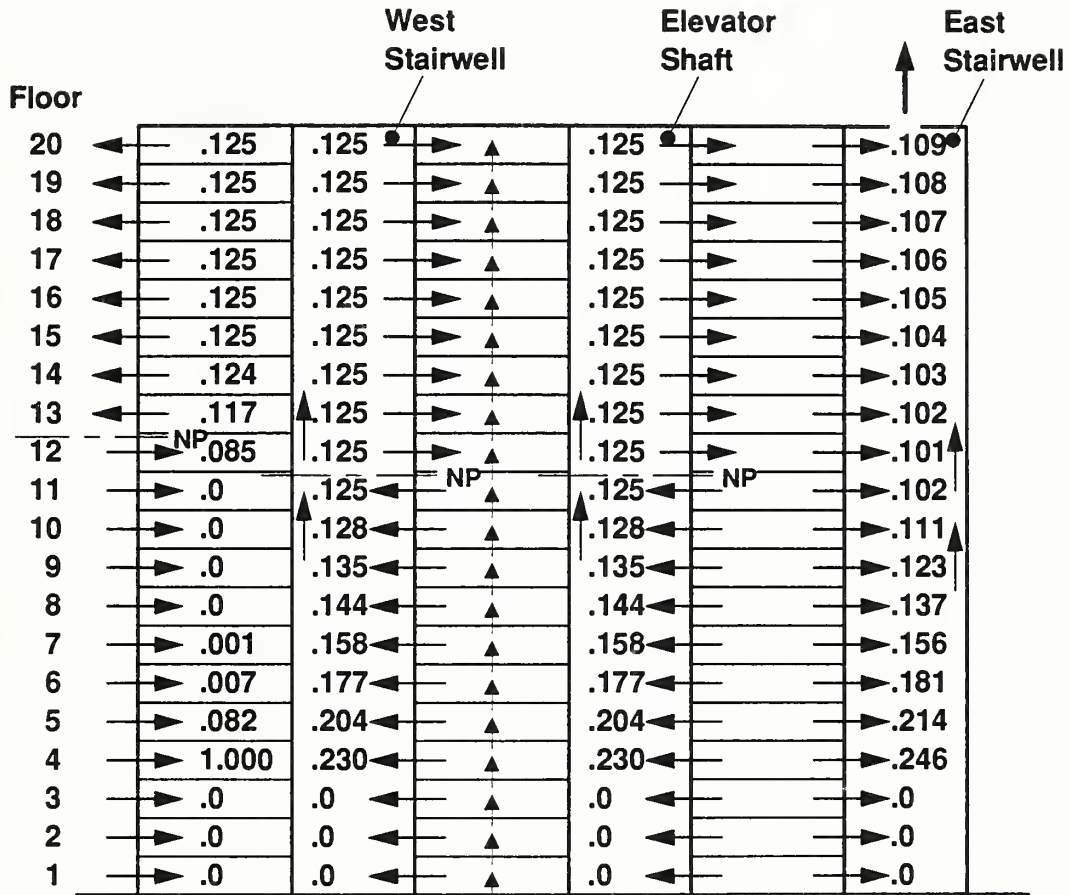 West Stairwell
Elevator Shaft
East Stairwell
Floor
20 .125 .125 .125 .109
19 .125 .125 .125 .108
18 .125 .125 .125 .107
17 .125 .125 .125 .106
16 .125 .125 .125 .105
15 .125 .125 .125 .104
14 .124 .125 .125 .103
13 .117 .125 .125 .102
NP
12 .085 .125 .125 .101
NP NP
11 .0 .125 .125 .102
10 .0 .128 .128 .111
9 .0 .135 .135 .123
8 .0 .144 .144 .137
7 .001 .158 .158 .156
6 .007 .177 .177 .181
5 .082 .204 .204 .214
4 1.000 .230 .230 .246
3 .0 .0 .0 .0
2 .0 .0 .0 .0
1 .0 .0 .0 .0